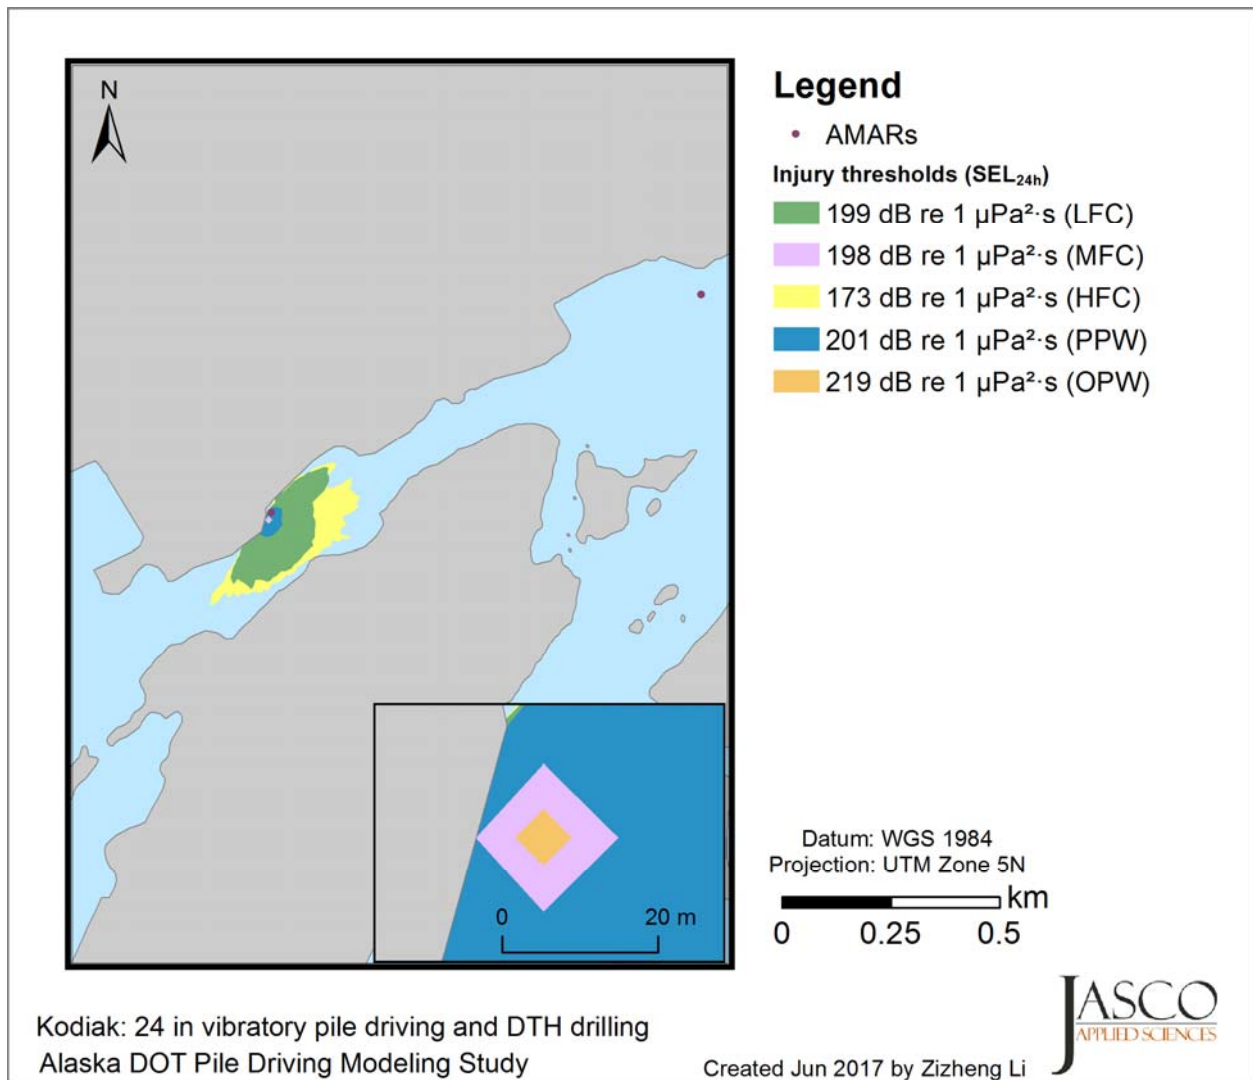 N
Legend
AMARs
Injury thresholds (SEL24h)
199 dB re 1 µPa²·s (LFC)
198 dB re 1 µPa²·s (MFC)
173 dB re 1 µPa²·s (HFC)
201 dB re 1 µPa²·s (PPW)
219 dB re 1 µPa²·s (OPW)
0 20 m
Datum: WGS 1984
Projection: UTM Zone 5N
km
0 0.25 0.5
Kodiak: 24 in vibratory pile driving and DTH drilling
Alaska DOT Pile Driving Modeling Study
Created Jun 2017 by Zizheng Li
JASCO
APPLIED SCIENCES